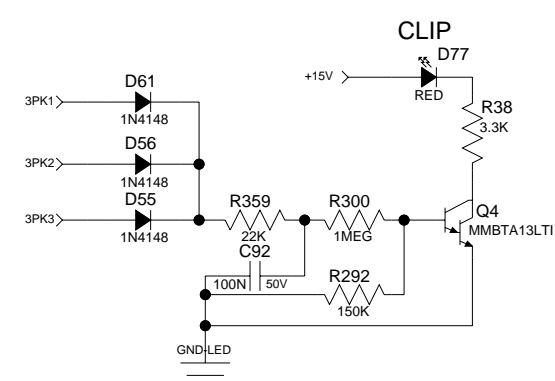 CLIP
D77
+15V
RED
D61
3PK1
1N4148
R38
3.3K
D56
3PK2
1N4148
D55
3PK3
1N4148
R359
22K
R300
1MEG
Q4
MMBTA13LTI
C92
100N
50V
R292
150K
GND-LED